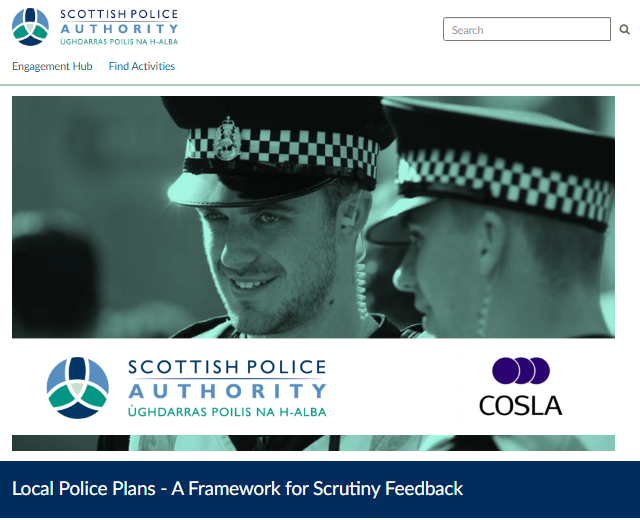 SCOTTISH POLICE
AUTHORITY
ÙGHDARRAS POILIS NA H-ALBA
Search
Engagement Hub Find Activities
SCOTTISH POLICE
AUTHORITY
ÙGHDARRAS POILIS NA H-ALBA
COSLA
Local Police Plans - A Framework for Scrutiny Feedback